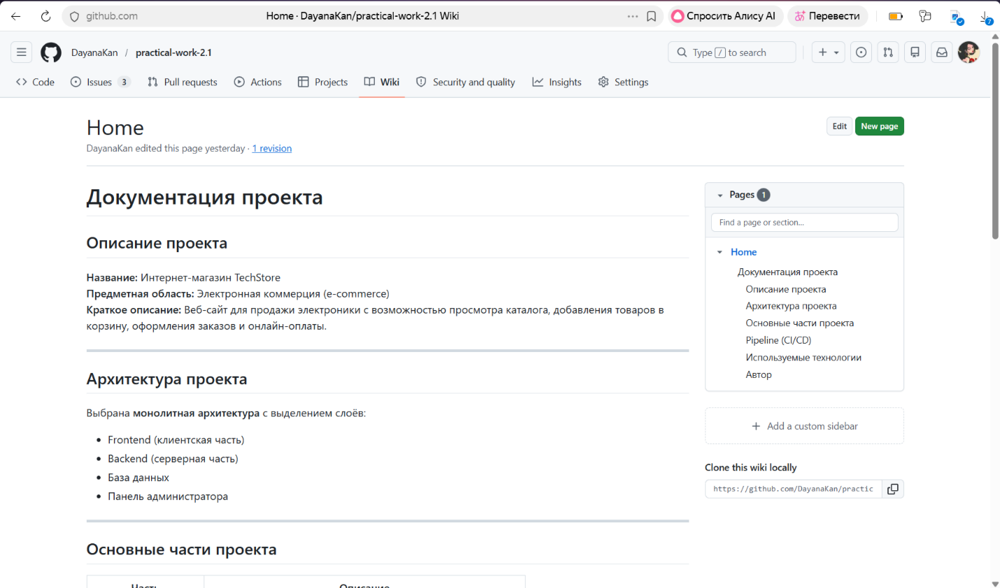 github.com
Home · DayanaKan/practical-work-2.1 Wiki
Спросить Алису AI
Перевести
7
DayanaKan / practical-work-2.1
Type / to search
Code
Issues 3
Pull requests
Actions
Projects
Wiki
Security and quality
Insights
Settings
Home
Edit
New page
DayanaKan edited this page yesterday · 1 revision
Документация проекта
Описание проекта
Название: Интернет-магазин TechStore
Предметная область: Электронная коммерция (e-commerce)
Краткое описание: Веб-сайт для продажи электроники с возможностью просмотра каталога, добавления товаров в
корзину, оформления заказов и онлайн-оплаты.
Архитектура проекта
Выбрана монолитная архитектура с выделением слоёв:
Frontend (клиентская часть)
Backend (серверная часть)
База данных
Панель администратора
Основные части проекта
Часть
Описание
Pages 1
Find a page or section...
Home
Документация проекта
Описание проекта
Архитектура проекта
Основные части проекта
Pipeline (CI/CD)
Используемые технологии
Автор
Add a custom sidebar
Clone this wiki locally
https://github.com/DayanaKan/practic